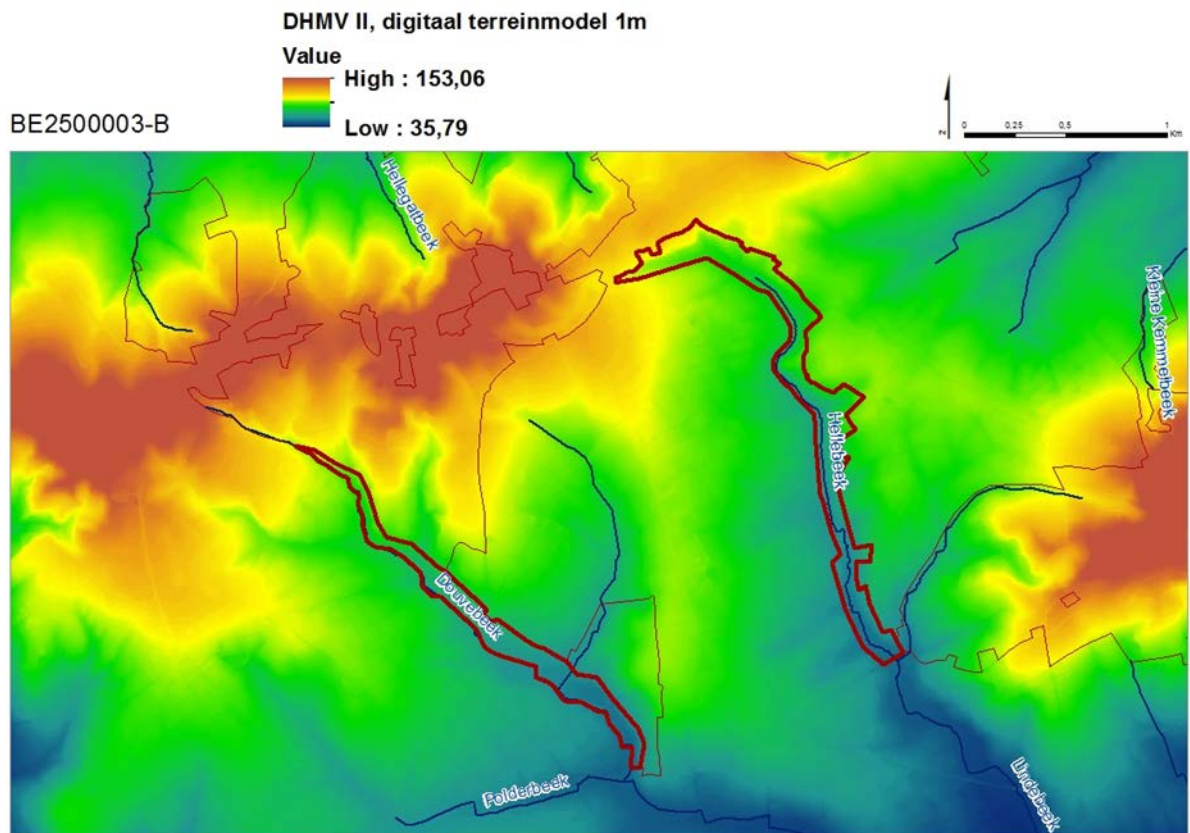 DHMV II, digitaal terreinmodel 1m
Value
High : 153,06
Low : 35,79
BE2500003-B
z
0 0,25 0,5 1
Km
Hellegatbeek
Kleine Kemmelbeek
Hellebeek
Douvebeek
Folderbeek
Lindebeek